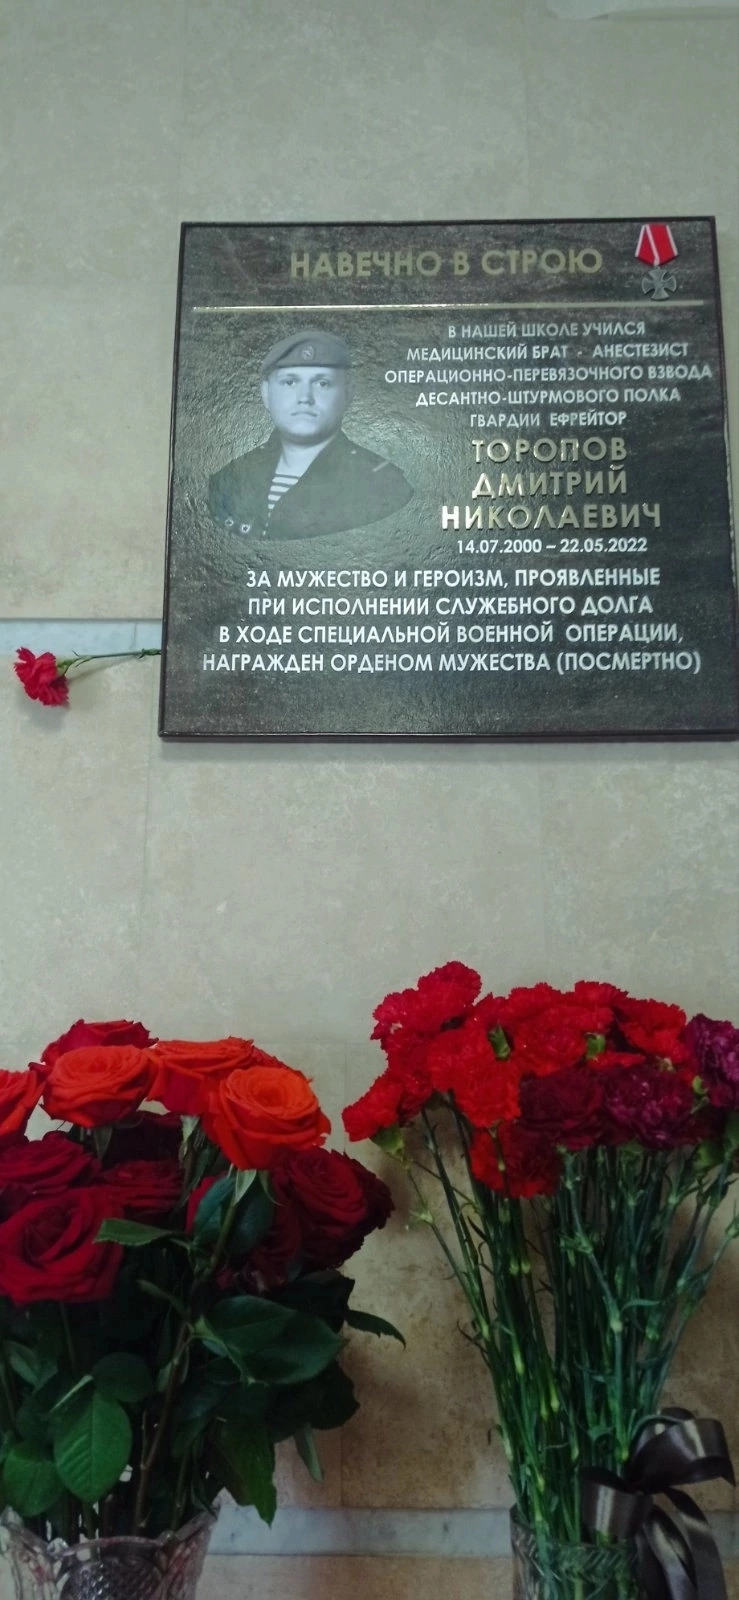 НАВЕЧНО В СТРОЮ
В НАШЕЙ ШКОЛЕ УЧИЛСЯ
МЕДИЦИНСКИЙ БРАТ - АНЕСТЕЗИСТ
ОПЕРАЦИОННО-ПЕРЕВЯЗОЧНОГО ВЗВОДА
ДЕСАНТНО-ШТУРМОВОГО ПОЛКА
ГВАРДИИ ЕФРЕЙТОР
ТОРОПОВ
ДМИТРИЙ
НИКОЛАЕВИЧ
14.07.2000 – 22.05.2022
ЗА МУЖЕСТВО И ГЕРОИЗМ, ПРОЯВЛЕННЫЕ
ПРИ ИСПОЛНЕНИИ СЛУЖЕБНОГО ДОЛГА
В ХОДЕ СПЕЦИАЛЬНОЙ ВОЕННОЙ ОПЕРАЦИИ,
НАГРАЖДЕН ОРДЕНОМ МУЖЕСТВА (ПОСМЕРТНО)